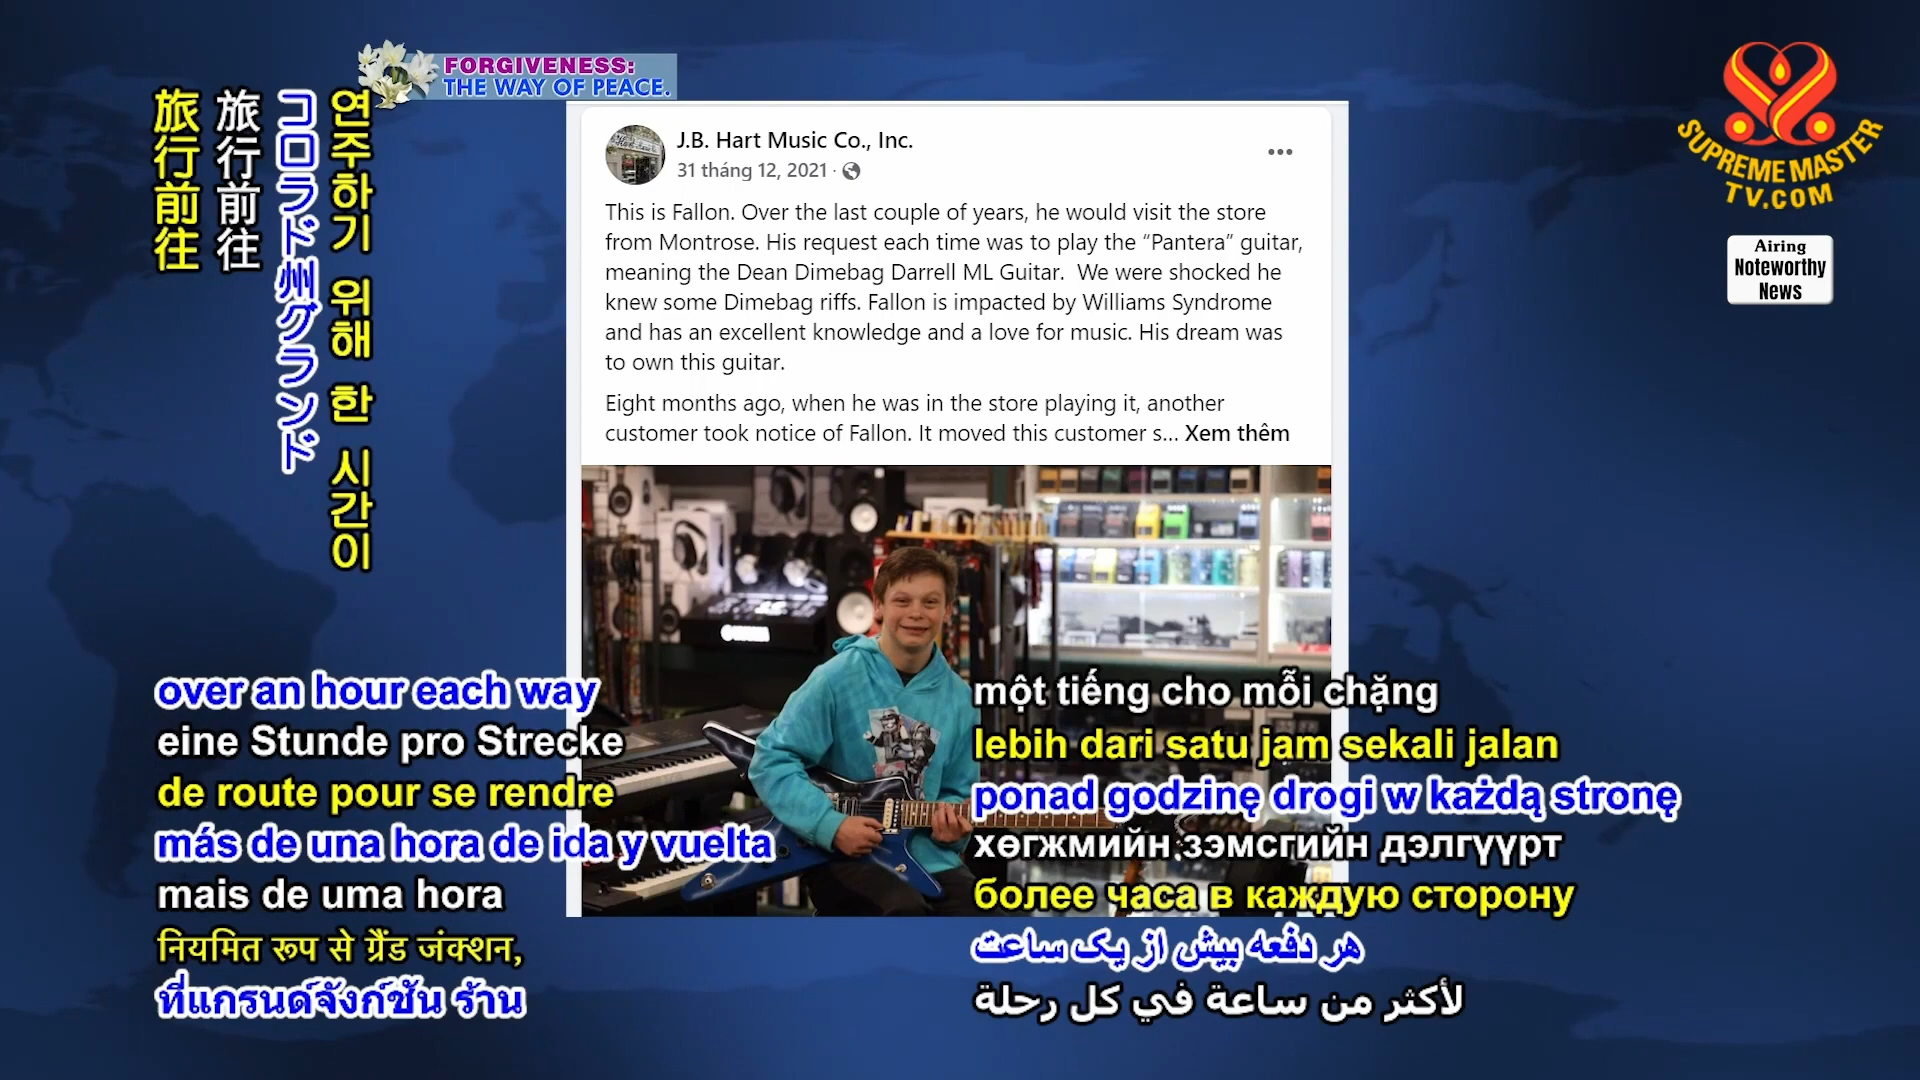 FORGIVENESS:
THE WAY OF PEACE.
SUPREME MASTER
TV.COM
Airing
Noteworthy
News
旅行前往
旅行前往
コロラド州グランド
연주하기 위해 한 시간이
J.B. Hart Music Co., Inc.
31 tháng 12, 2021 ·
This is Fallon. Over the last couple of years, he would visit the store
from Montrose. His request each time was to play the “Pantera” guitar,
meaning the Dean Dimebag Darrell ML Guitar. We were shocked he
knew some Dimebag riffs. Fallon is impacted by Williams Syndrome
and has an excellent knowledge and a love for music. His dream was
to own this guitar.
Eight months ago, when he was in the store playing it, another
customer took notice of Fallon. It moved this customer s... Xem thêm
over an hour each way
eine Stunde pro Strecke
de route pour se rendre
más de una hora de ida y vuelta
mais de uma hora
नियमित रूप से ग्रैंड जंक्शन,
ที่แกรนด์จังก์ชัน ร้าน
một tiếng cho mỗi chặng
lebih dari satu jam sekali jalan
ponad godzinę drogi w każdą stronę
хөгжмийн зэмсгийн дэлгүүрт
более часа в каждую сторону
هر دفعه بیش از یک ساعت
لأكثر من ساعة في كل رحلة